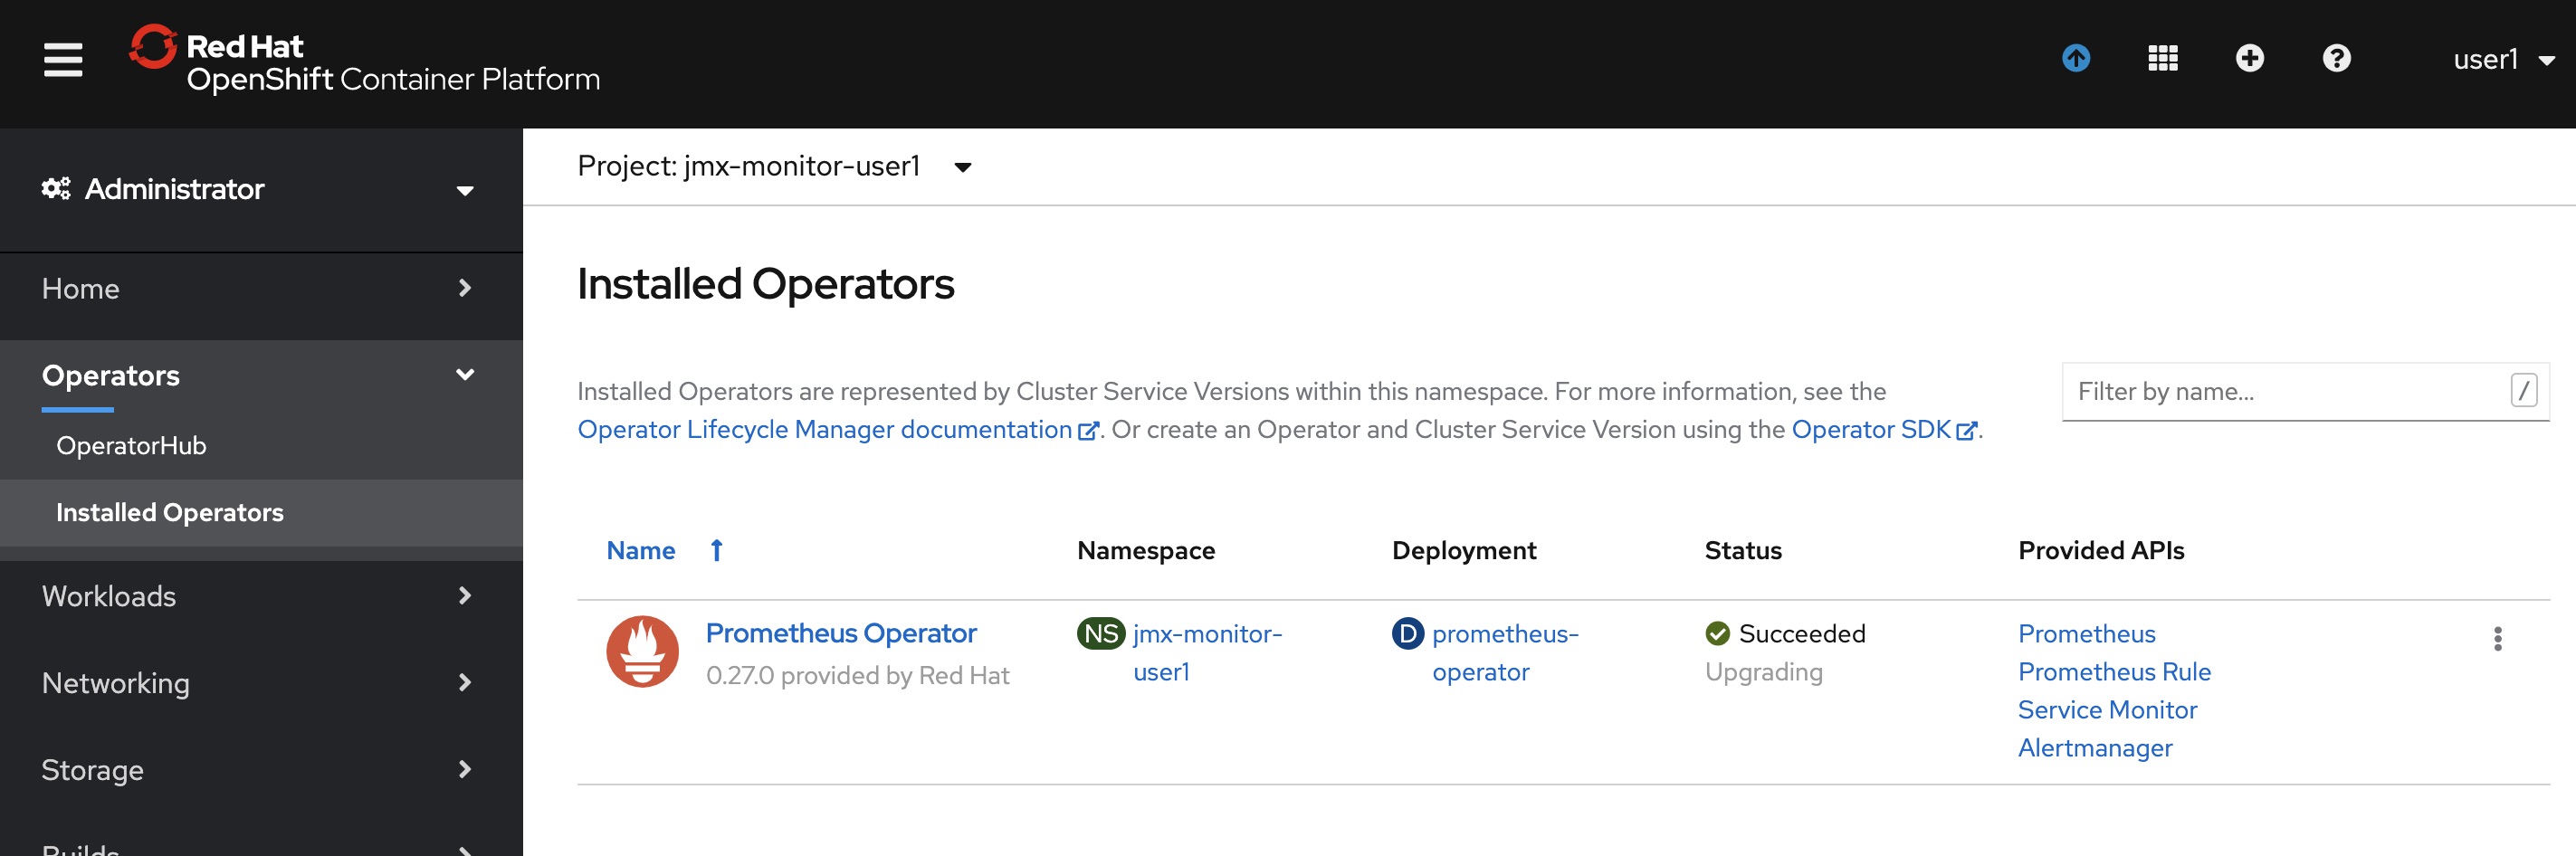 Red Hat
OpenShift Container Platform
user1
Administrator
Home
Operators
OperatorHub
Installed Operators
Workloads
Networking
Storage
Builds
Project: jmx-monitor-user1
Installed Operators
Installed Operators are represented by Cluster Service Versions within this namespace. For more information, see the
Operator Lifecycle Manager documentation. Or create an Operator and Cluster Service Version using the Operator SDK.
Filter by name...
/
Name
Namespace
Deployment
Status
Provided APIs
Prometheus Operator
0.27.0 provided by Red Hat
NS jmx-monitor-
user1
D prometheus-
operator
Succeeded
Upgrading
Prometheus
Prometheus Rule
Service Monitor
Alertmanager